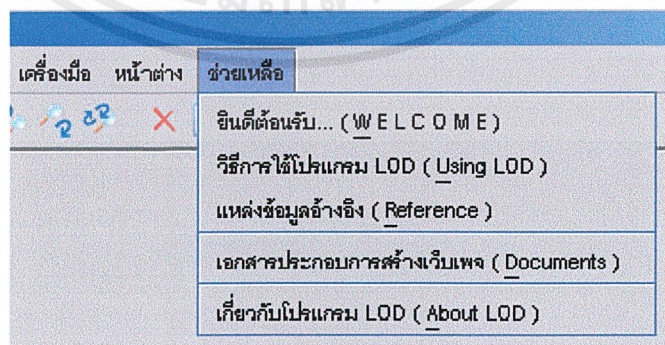 เครื่องมือ หน้าต่าง ช่วยเหลือ
ยินดีต้อนรับ... ( W E L C O M E )
วิธีการใช้โปรแกรม LOD ( Using LOD )
แหล่งข้อมูลอ้างอิง ( Reference )
เอกสารประกอบการสร้างเว็บเพจ ( Documents )
เกี่ยวกับโปรแกรม LOD ( About LOD )